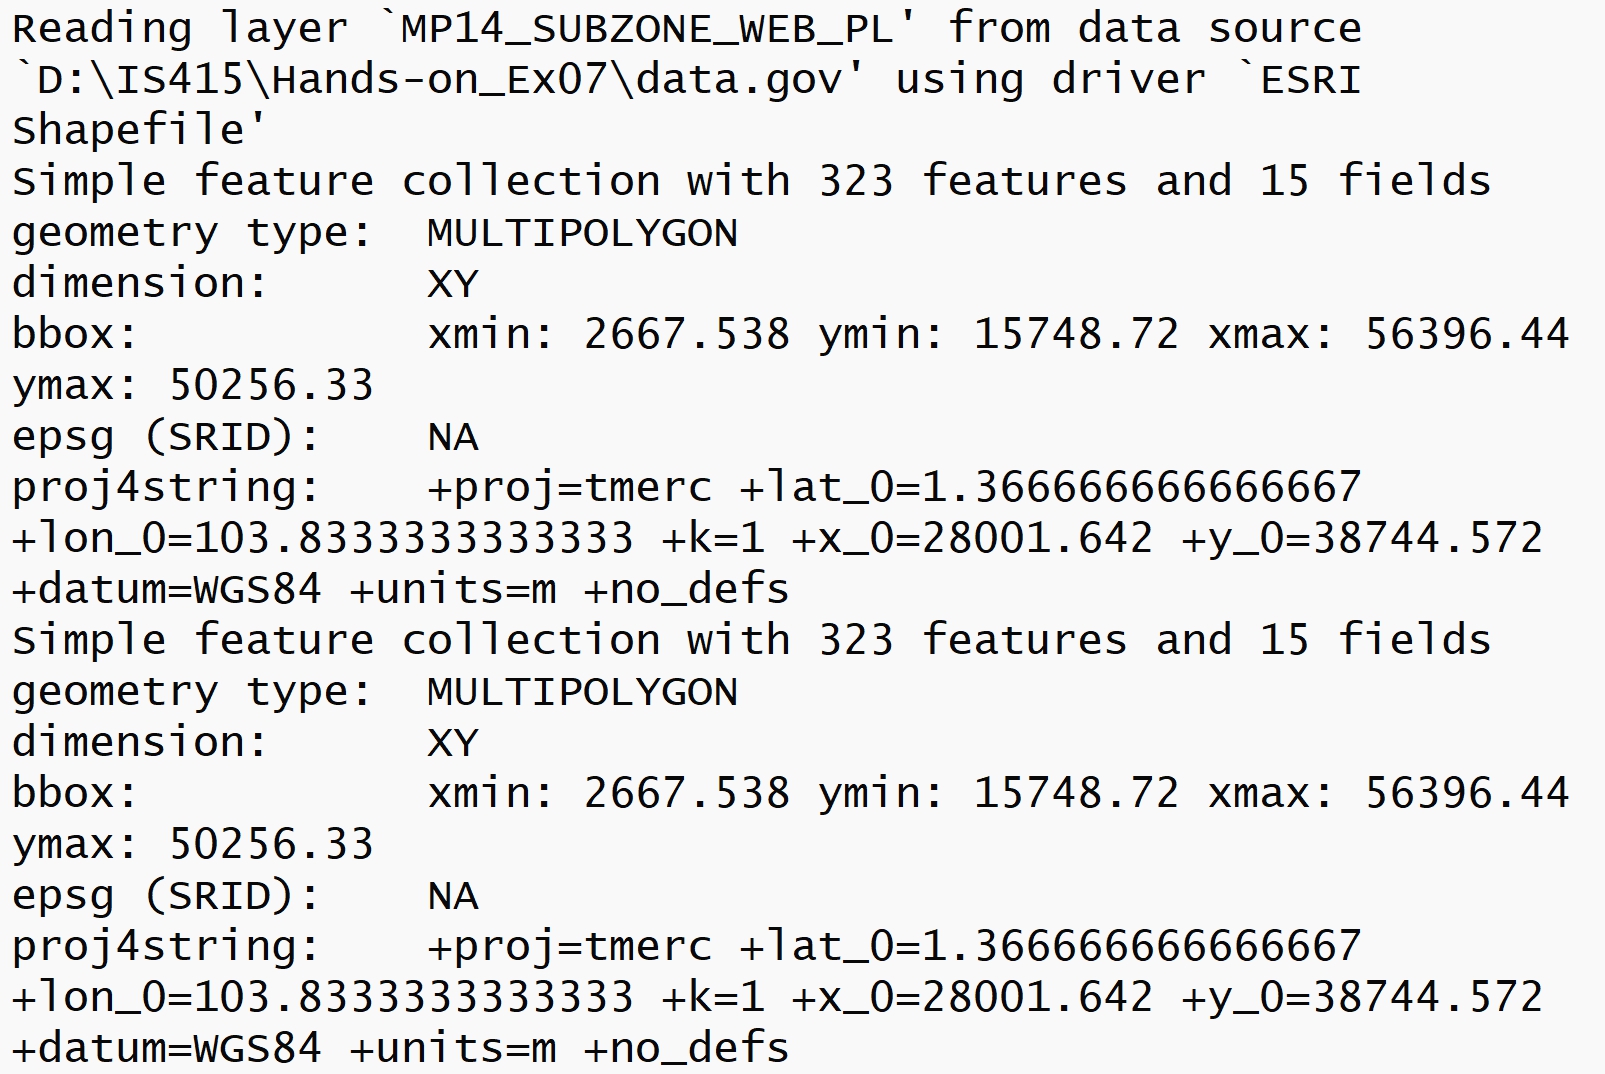 Reading layer `MP14_SUBZONE_WEB_PL' from data source
`D:\IS415\Hands-on_Ex07\data.gov' using driver `ESRI
Shapefile'
Simple feature collection with 323 features and 15 fields
geometry type:  MULTIPOLYGON
dimension:      XY
bbox:           xmin: 2667.538 ymin: 15748.72 xmax: 56396.44
ymax: 50256.33
epsg (SRID):    NA
proj4string:    +proj=tmerc +lat_0=1.366666666666667
+lon_0=103.8333333333333 +k=1 +x_0=28001.642 +y_0=38744.572
+datum=WGS84 +units=m +no_defs
Simple feature collection with 323 features and 15 fields
geometry type:  MULTIPOLYGON
dimension:      XY
bbox:           xmin: 2667.538 ymin: 15748.72 xmax: 56396.44
ymax: 50256.33
epsg (SRID):    NA
proj4string:    +proj=tmerc +lat_0=1.366666666666667
+lon_0=103.8333333333333 +k=1 +x_0=28001.642 +y_0=38744.572
+datum=WGS84 +units=m +no_defs